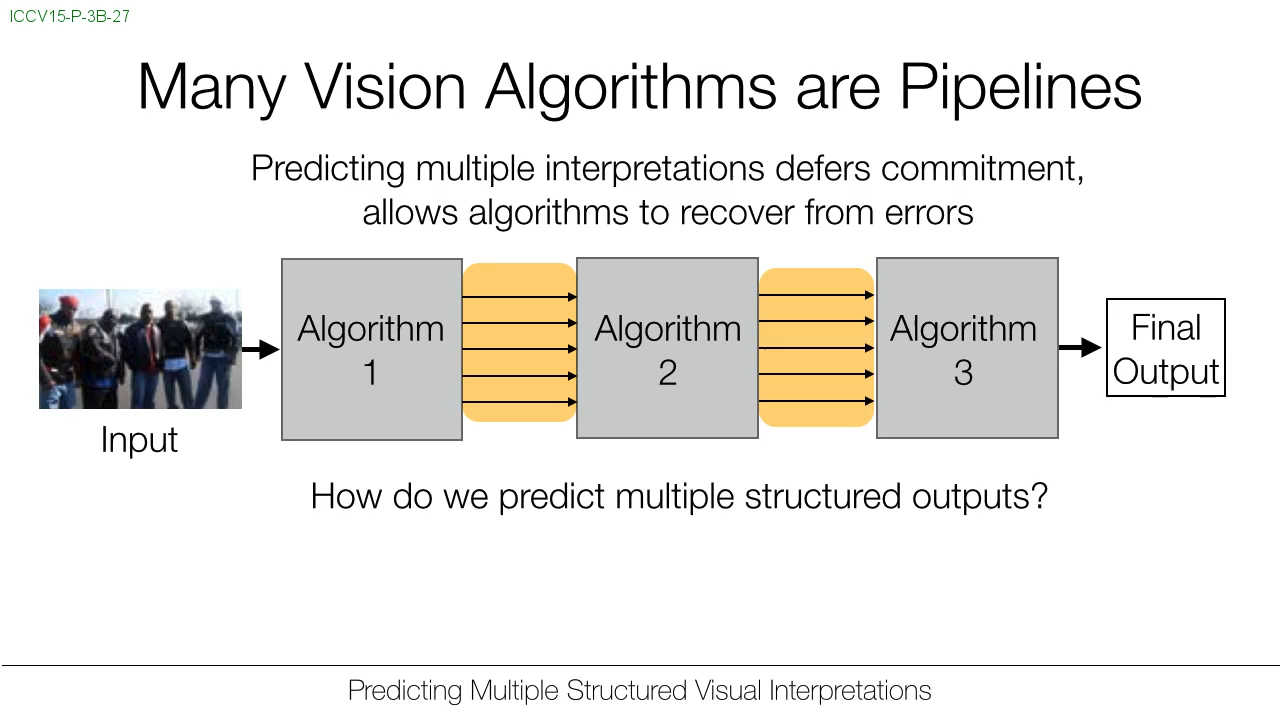 ICCV15-P-3B-27
Many Vision Algorithms are Pipelines
Predicting multiple interpretations defers commitment,
allows algorithms to recover from errors
Algorithm
1
Algorithm
2
Algorithm
3
Final
Output
Input
How do we predict multiple structured outputs?
Predicting Multiple Structured Visual Interpretations